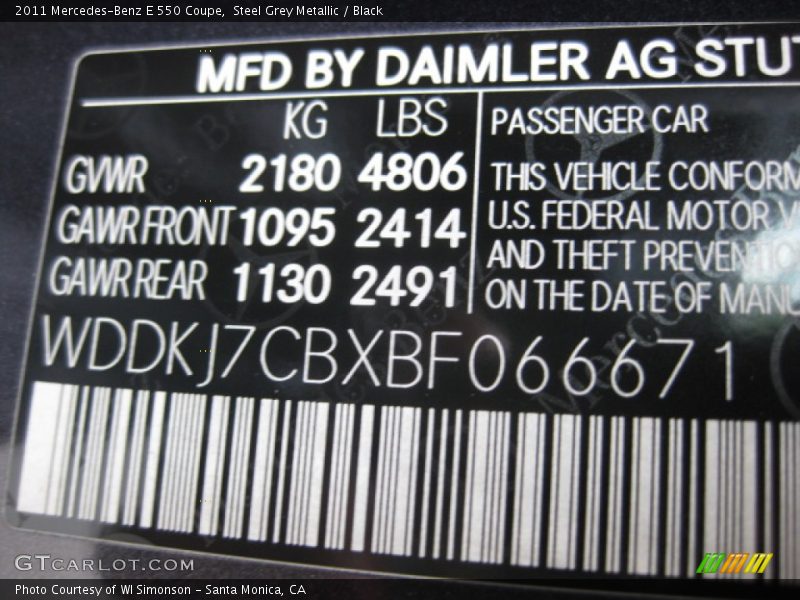 2011 Mercedes-Benz E 550 Coupe,  Steel Grey Metallic / Black
MFD BY DAIMLER AG STUT
KG LBS
GVWR 2180 4806
GAWR FRONT 1095 2414
GAWR REAR 1130 2491
PASSENGER CAR
THIS VEHICLE CONFORM
U.S. FEDERAL MOTOR V
AND THEFT PREVENTIO
ON THE DATE OF MANU
WDDKJ7CBXBF066671
GTCARLOT.COM
Photo Courtesy of WI Simonson - Santa Monica, CA